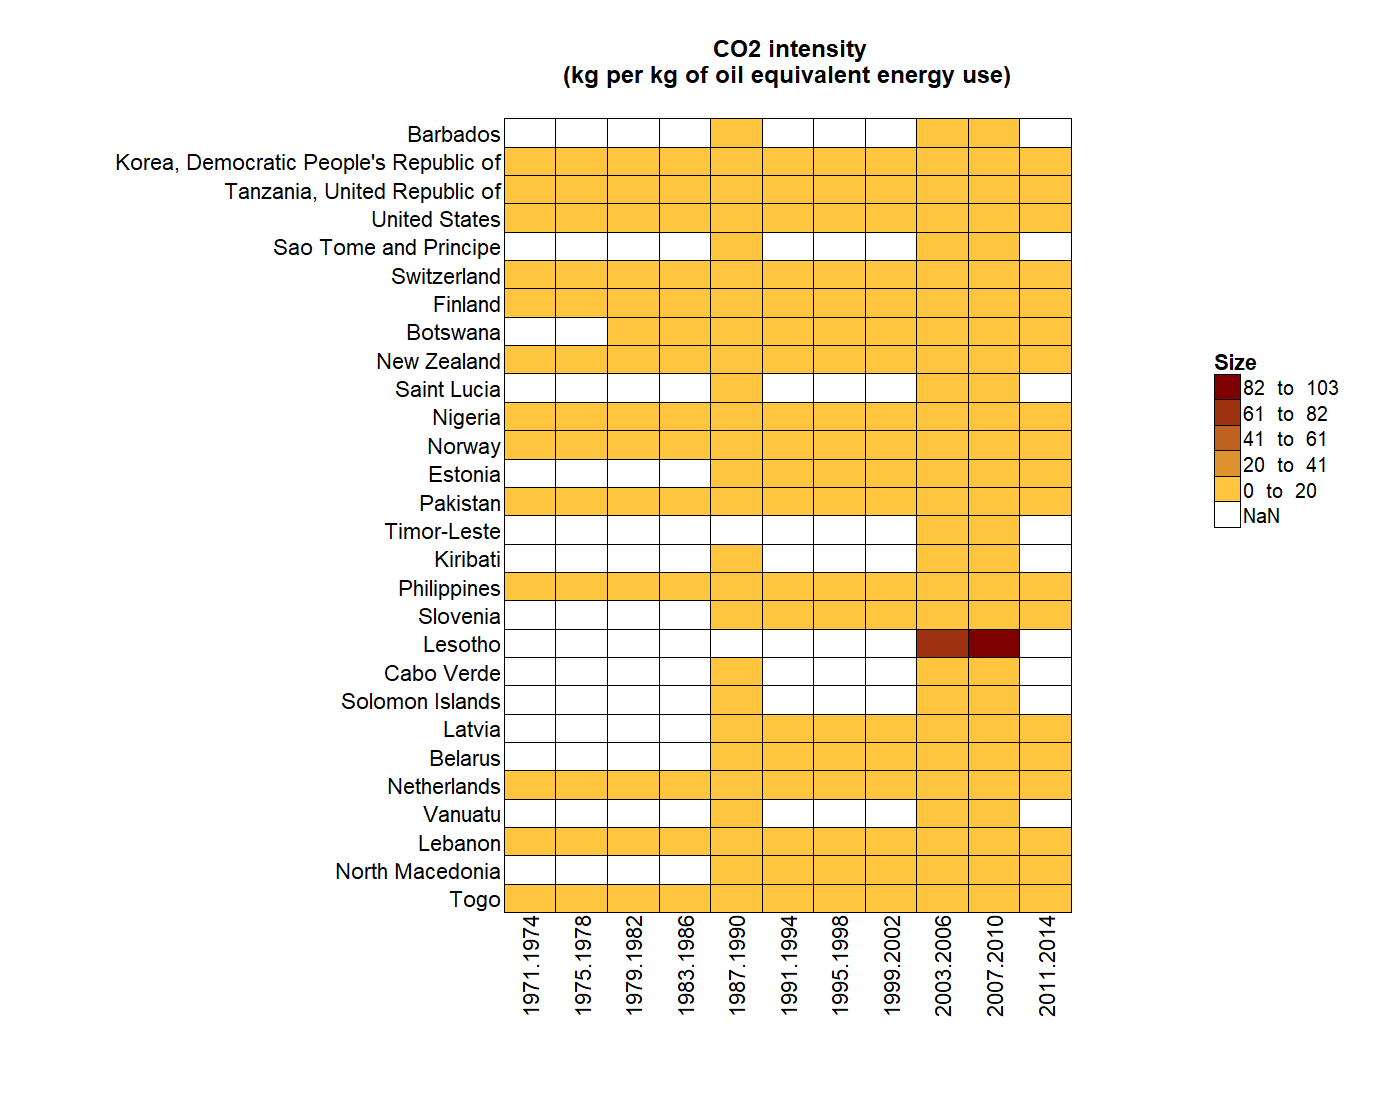 CO2 intensity
(kg per kg of oil equivalent energy use)
Barbados
Korea, Democratic People's Republic of
Tanzania, United Republic of
United States
Sao Tome and Principe
Switzerland
Finland
Botswana
New Zealand
Saint Lucia
Nigeria
Norway
Estonia
Pakistan
Timor-Leste
Kiribati
Philippines
Slovenia
Lesotho
Cabo Verde
Solomon Islands
Latvia
Belarus
Netherlands
Vanuatu
Lebanon
North Macedonia
Togo
1971.1974
1975.1978
1979.1982
1983.1986
1987.1990
1991.1994
1995.1998
1999.2002
2003.2006
2007.2010
2011.2014
Size
82 to 103
61 to 82
41 to 61
20 to 41
0 to 20
NaN